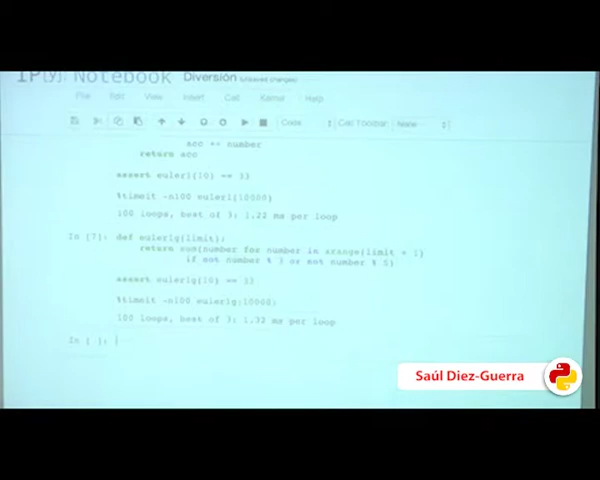 IP[y] Notebook Diversión (unsaved changes)
File Edit View Insert Cell Kernel Help
Code Cell Toolbar: None
acc += number
return acc
assert euler1(10) == 33
%timeit -n100 euler1(10000)
100 loops, best of 3: 1.22 ms per loop
In [7]: def euler1g(limit):
return sum(number for number in xrange(limit + 1)
if not number % 3 or not number % 5)
assert euler1g(10) == 33
%timeit -n100 euler1g(10000)
100 loops, best of 3: 1.32 ms per loop
In [ ]:
Saúl Diez-Guerra